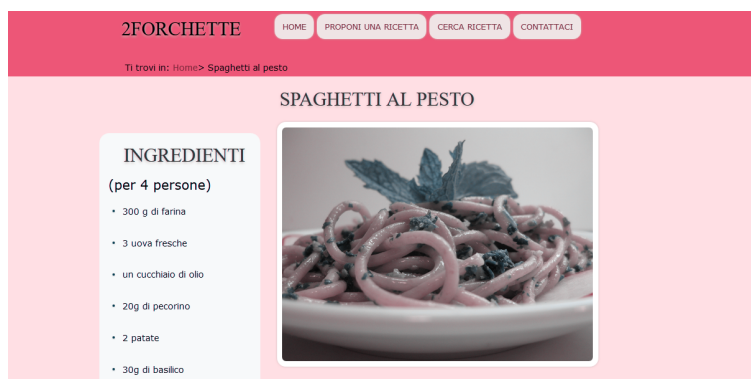 2FORCHETTE
HOME
PROPONI UNA RICETTA
CERCA RICETTA
CONTATTACI
Ti trovi in: Home> Spaghetti al pesto
SPAGHETTI AL PESTO
INGREDIENTI
(per 4 persone)
300 g di farina
3 uova fresche
un cucchiaio di olio
20g di pecorino
2 patate
30g di basilico